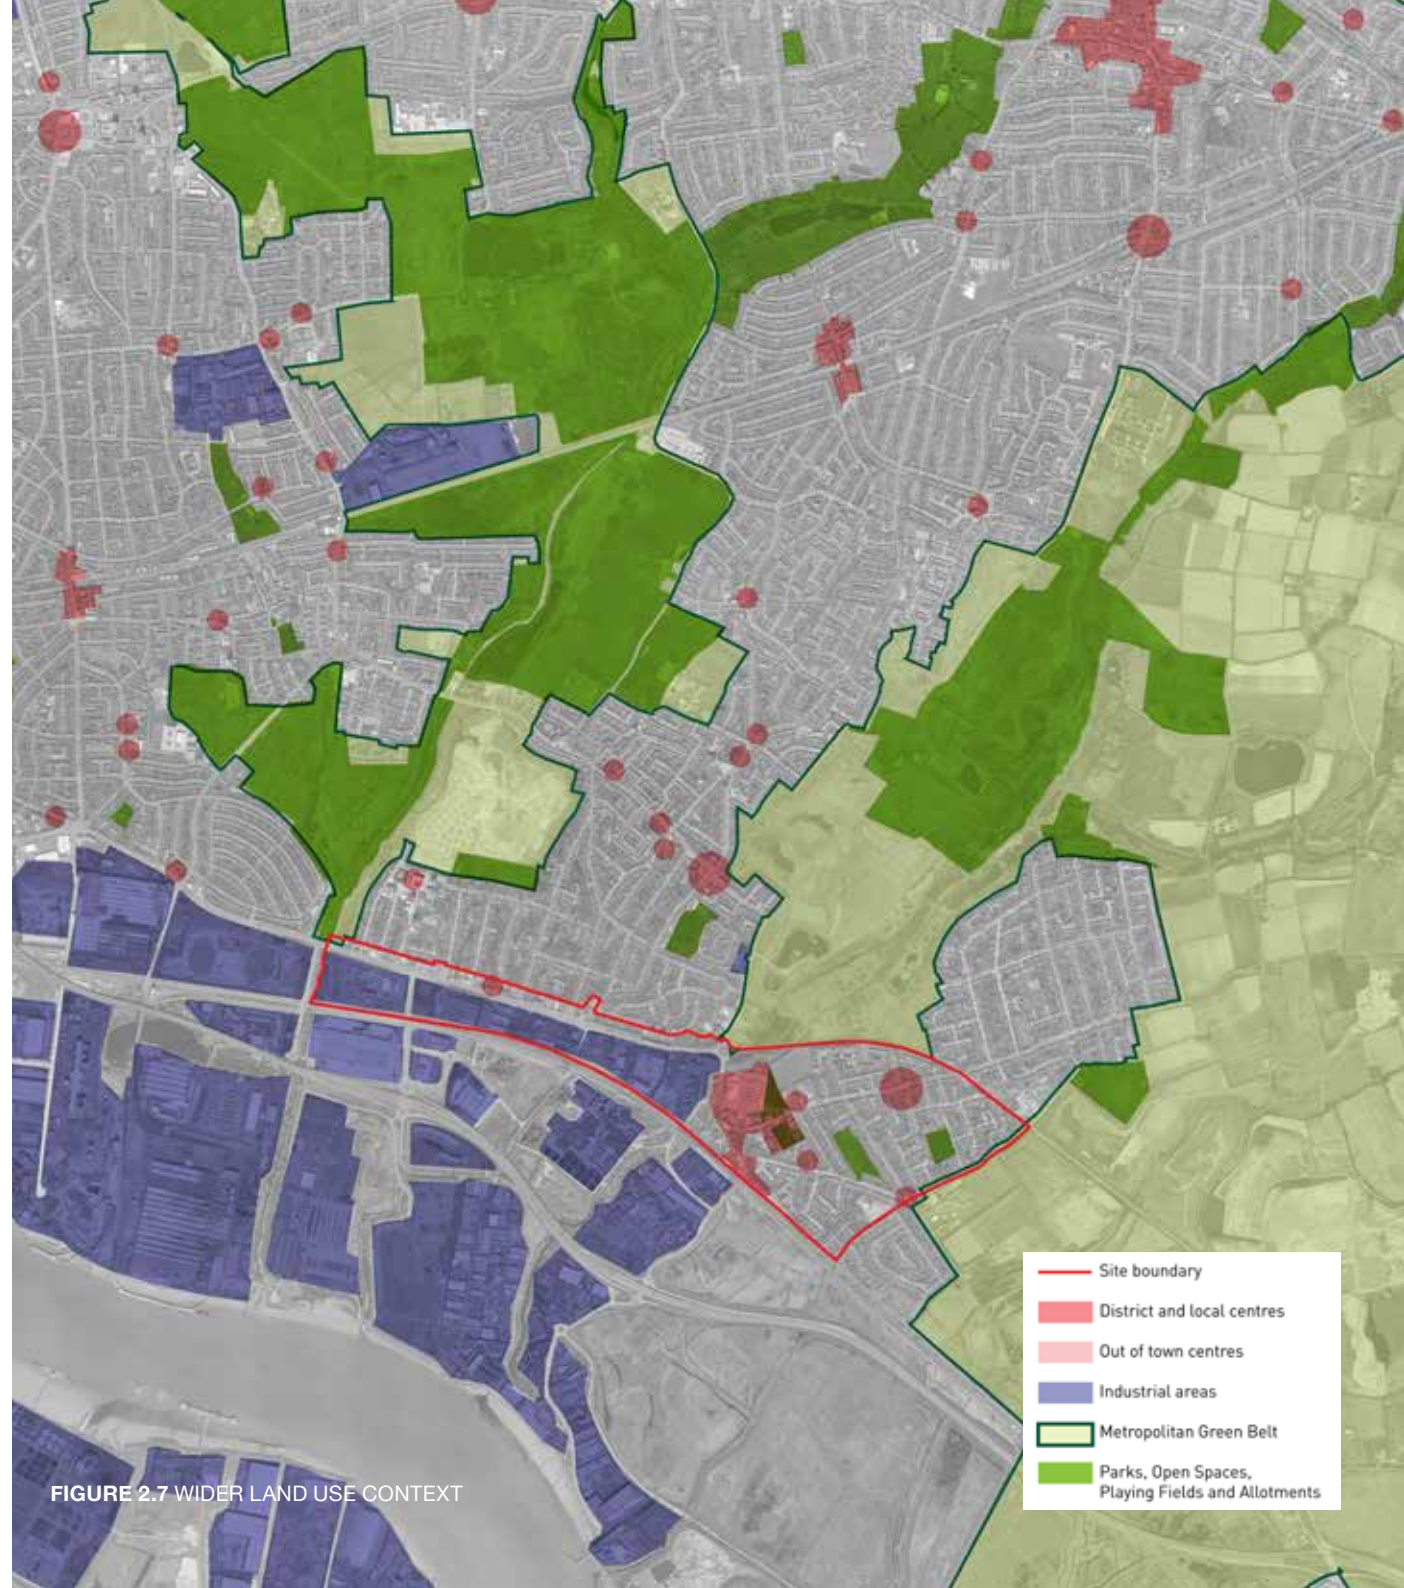 Site boundary
District and local centres
Out of town centres
Industrial areas
Metropolitan Green Belt
Parks, Open Spaces,
Playing Fields and Allotments
FIGURE 2.7 WIDER LAND USE CONTEXT